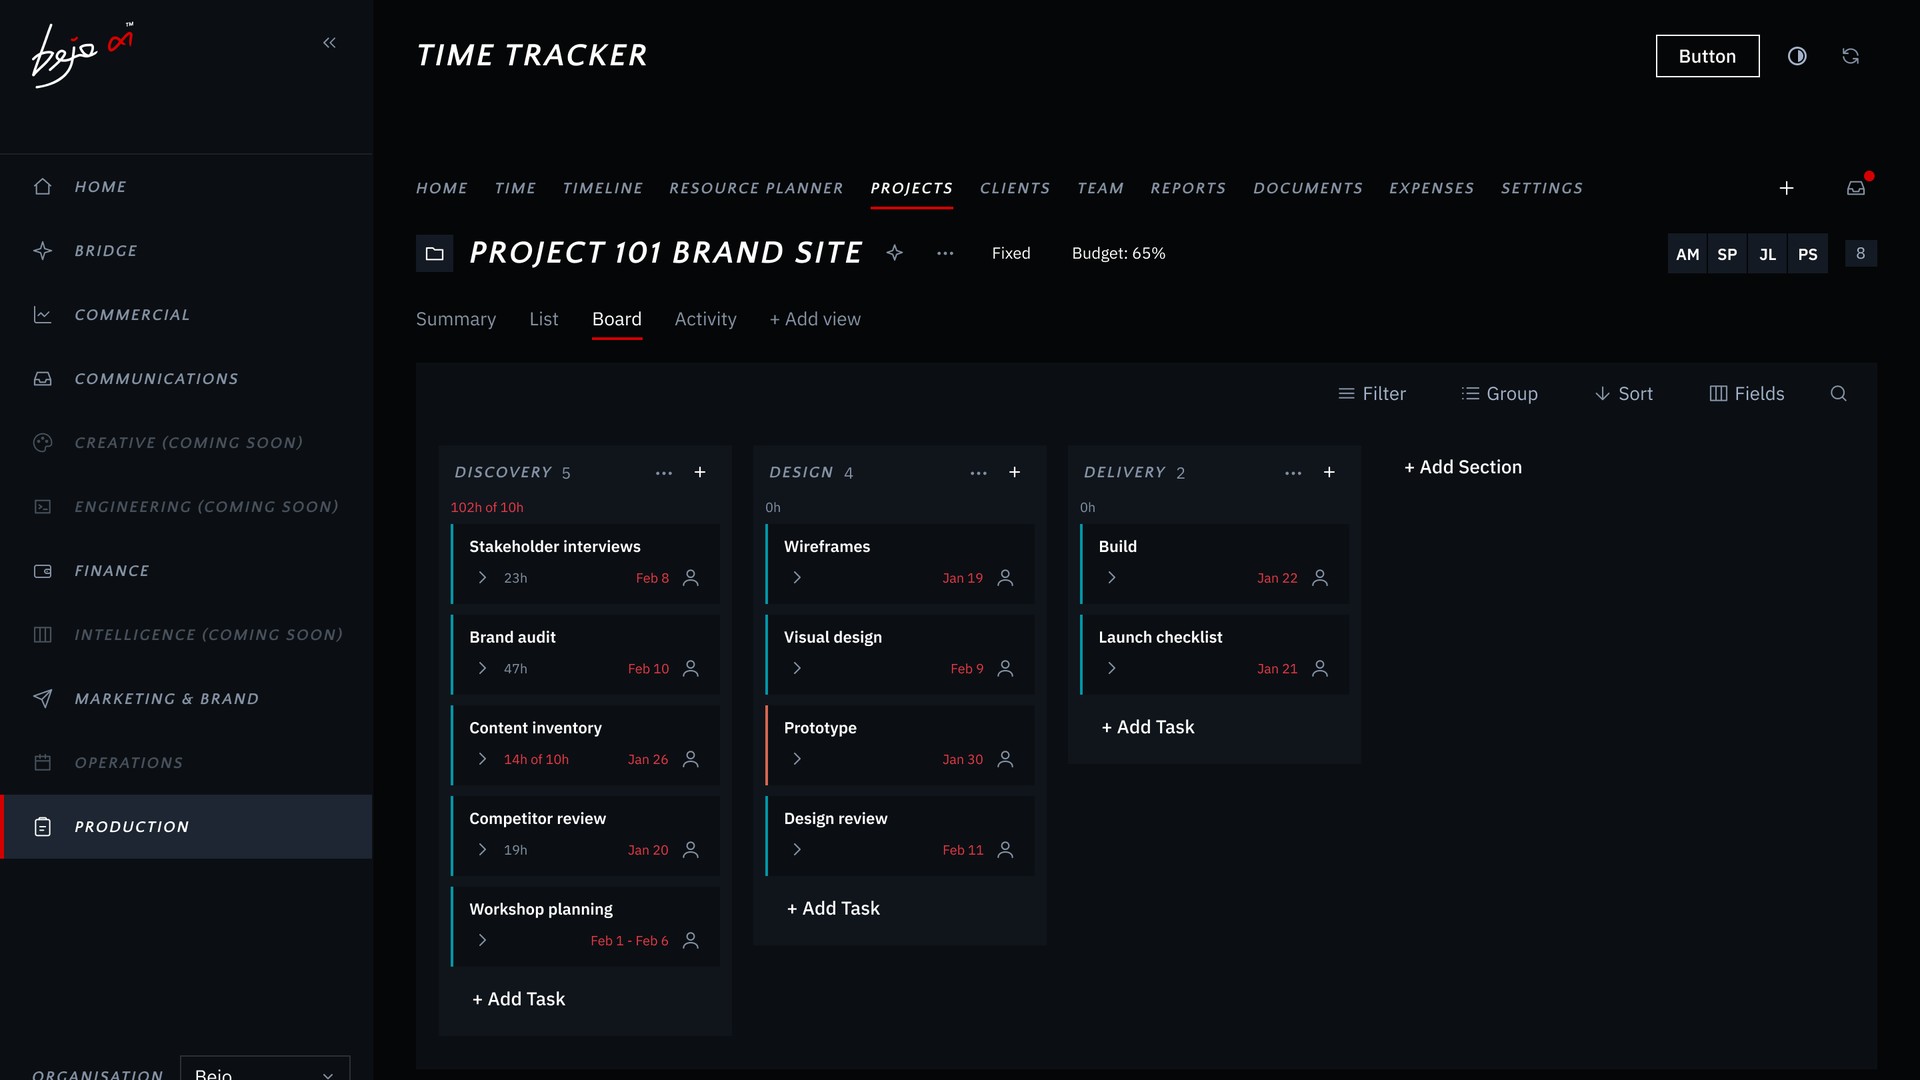 bejo ™
TIME TRACKER
Button
HOME
BRIDGE
COMMERCIAL
COMMUNICATIONS
CREATIVE (COMING SOON)
ENGINEERING (COMING SOON)
FINANCE
INTELLIGENCE (COMING SOON)
MARKETING & BRAND
OPERATIONS
PRODUCTION
ORGANISATION Bejo
HOME TIME TIMELINE RESOURCE PLANNER PROJECTS CLIENTS TEAM REPORTS DOCUMENTS EXPENSES SETTINGS
PROJECT 101 BRAND SITE Fixed Budget: 65% AM SP JL PS 8
Summary List Board Activity + Add view
Filter Group Sort Fields
DISCOVERY 5
102h of 10h
Stakeholder interviews
23h Feb 8
Brand audit
47h Feb 10
Content inventory
14h of 10h Jan 26
Competitor review
19h Jan 20
Workshop planning
Feb 1 - Feb 6
+ Add Task
DESIGN 4
0h
Wireframes
Jan 19
Visual design
Feb 9
Prototype
Jan 30
Design review
Feb 11
+ Add Task
DELIVERY 2
0h
Build
Jan 22
Launch checklist
Jan 21
+ Add Task
+ Add Section